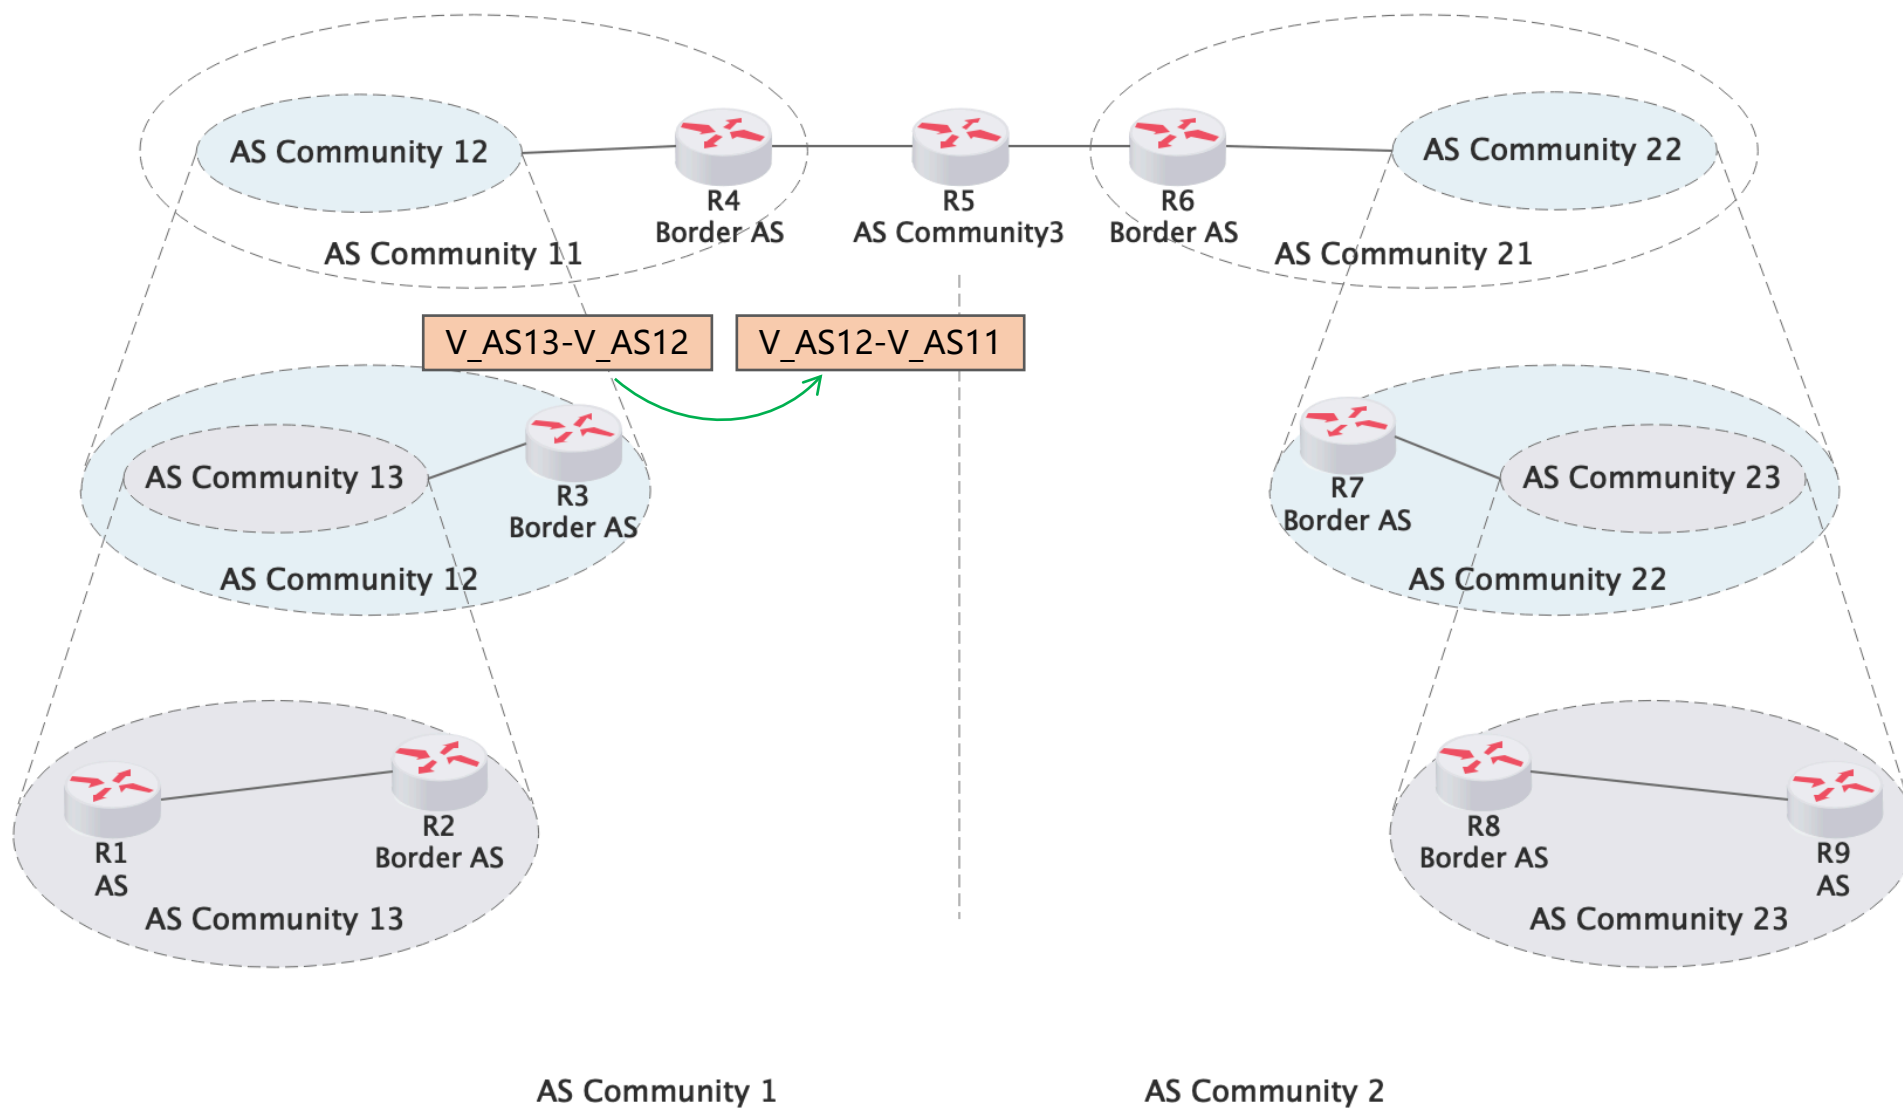 AS Community 12
R4
Border AS
R5
AS Community3
R6
Border AS
AS Community 22
AS Community 11
AS Community 21
V_AS13-V_AS12
V_AS12-V_AS11
AS Community 13
R3
Border AS
R7
Border AS
AS Community 23
AS Community 12
AS Community 22
R1
AS
R2
Border AS
R8
Border AS
R9
AS
AS Community 13
AS Community 23
AS Community 1
AS Community 2